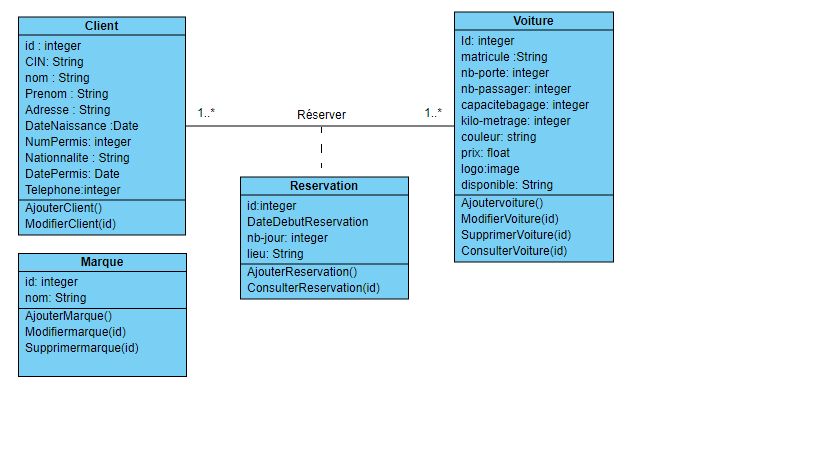 Client
id : integer
CIN: String
nom : String
Prenom : String
Adresse : String
DateNaissance :Date
NumPermis: integer
Nationnalite : String
DatePermis: Date
Telephone:integer
AjouterClient()
ModifierClient(id)
1..*
Réserver
1..*
Voiture
Id: integer
matricule :String
nb-porte: integer
nb-passager: integer
capacitebagage: integer
kilo-metrage: integer
couleur: string
prix: float
logo:image
disponible: String
Ajoutervoiture()
ModifierVoiture(id)
SupprimerVoiture(id)
ConsulterVoiture(id)
Reservation
id:integer
DateDebutReservation
nb-jour: integer
lieu: String
AjouterReservation()
ConsulterReservation(id)
Marque
id: integer
nom: String
AjouterMarque()
Modifiermarque(id)
Supprimermarque(id)